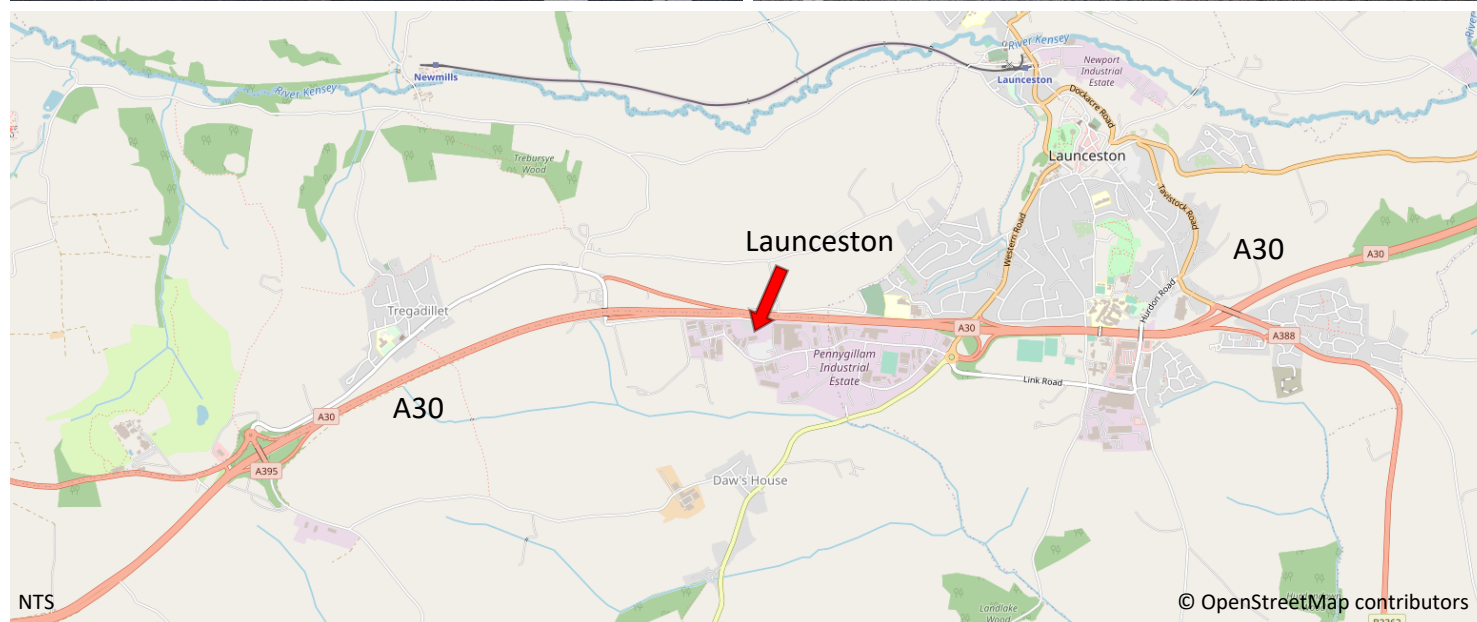 River Kensey
Newport
Industrial
Estate
Newmills
Launceston
River Kensey
Dockacre Road
Launceston
Trebursye
Wood
Tavistock Road
Western Road
Launceston
A30
A30
Tregadillet
Hurdon Road
A30
A388
Pennygillam
Industrial
Estate
Link Road
A30
A30
A395
Daw's House
Landlake
Wood
NTS
© OpenStreetMap contributors
B3362